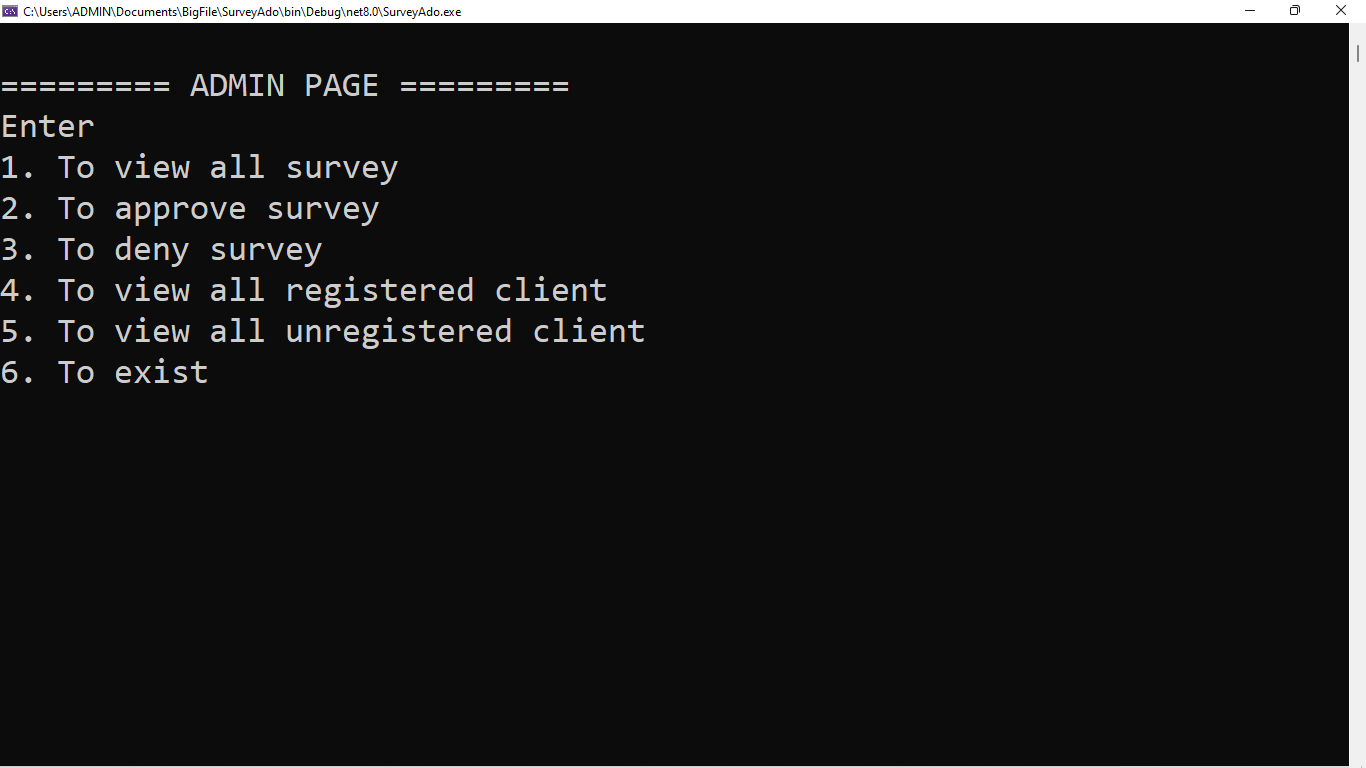 C:\Users\ADMIN\Documents\BigFile\SurveyAdo\bin\Debug\net8.0\SurveyAdo.exe
========= ADMIN PAGE =========
Enter
1. To view all survey
2. To approve survey
3. To deny survey
4. To view all registered client
5. To view all unregistered client
6. To exist